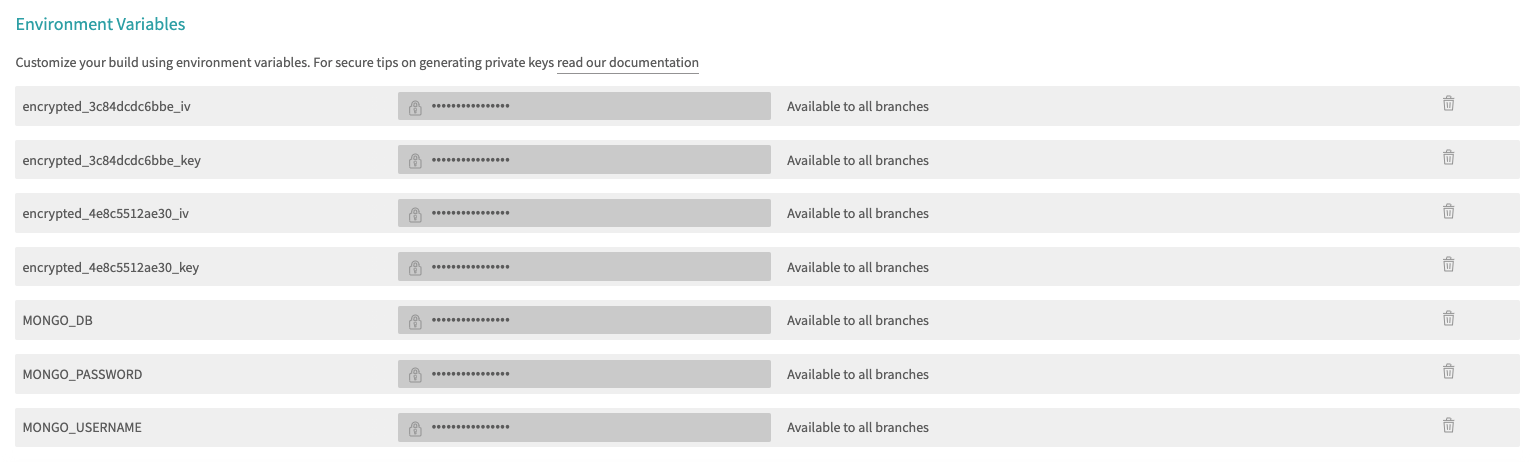 Environment Variables
Customize your build using environment variables. For secure tips on generating private keys read our documentation
encrypted_3c84dcdc6bbe_iv •••••••••••••••• Available to all branches
encrypted_3c84dcdc6bbe_key •••••••••••••••• Available to all branches
encrypted_4e8c5512ae30_iv •••••••••••••••• Available to all branches
encrypted_4e8c5512ae30_key •••••••••••••••• Available to all branches
MONGO_DB •••••••••••••••• Available to all branches
MONGO_PASSWORD •••••••••••••••• Available to all branches
MONGO_USERNAME •••••••••••••••• Available to all branches